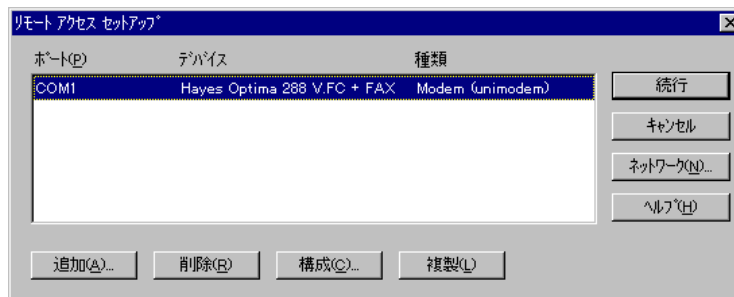 リモート アクセス セットアップ
ポート(P)　デバイス　種類
COM1　Hayes Optima 288 V.FC + FAX　Modem (unimodem)
続行
キャンセル
ネットワーク(N)...
ヘルプ(H)
追加(A)...　削除(R)　構成(C)...　複製(L)